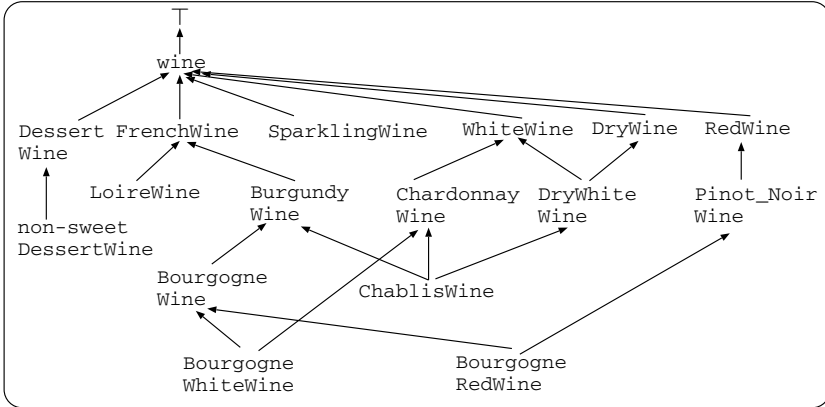 ⊤
wine
Dessert
Wine
FrenchWine
SparklingWine
WhiteWine
DryWine
RedWine
LoireWine
Burgundy
Wine
Chardonnay
Wine
DryWhite
Wine
Pinot_Noir
Wine
non-sweet
DessertWine
Bourgogne
Wine
ChablisWine
Bourgogne
WhiteWine
Bourgogne
RedWine